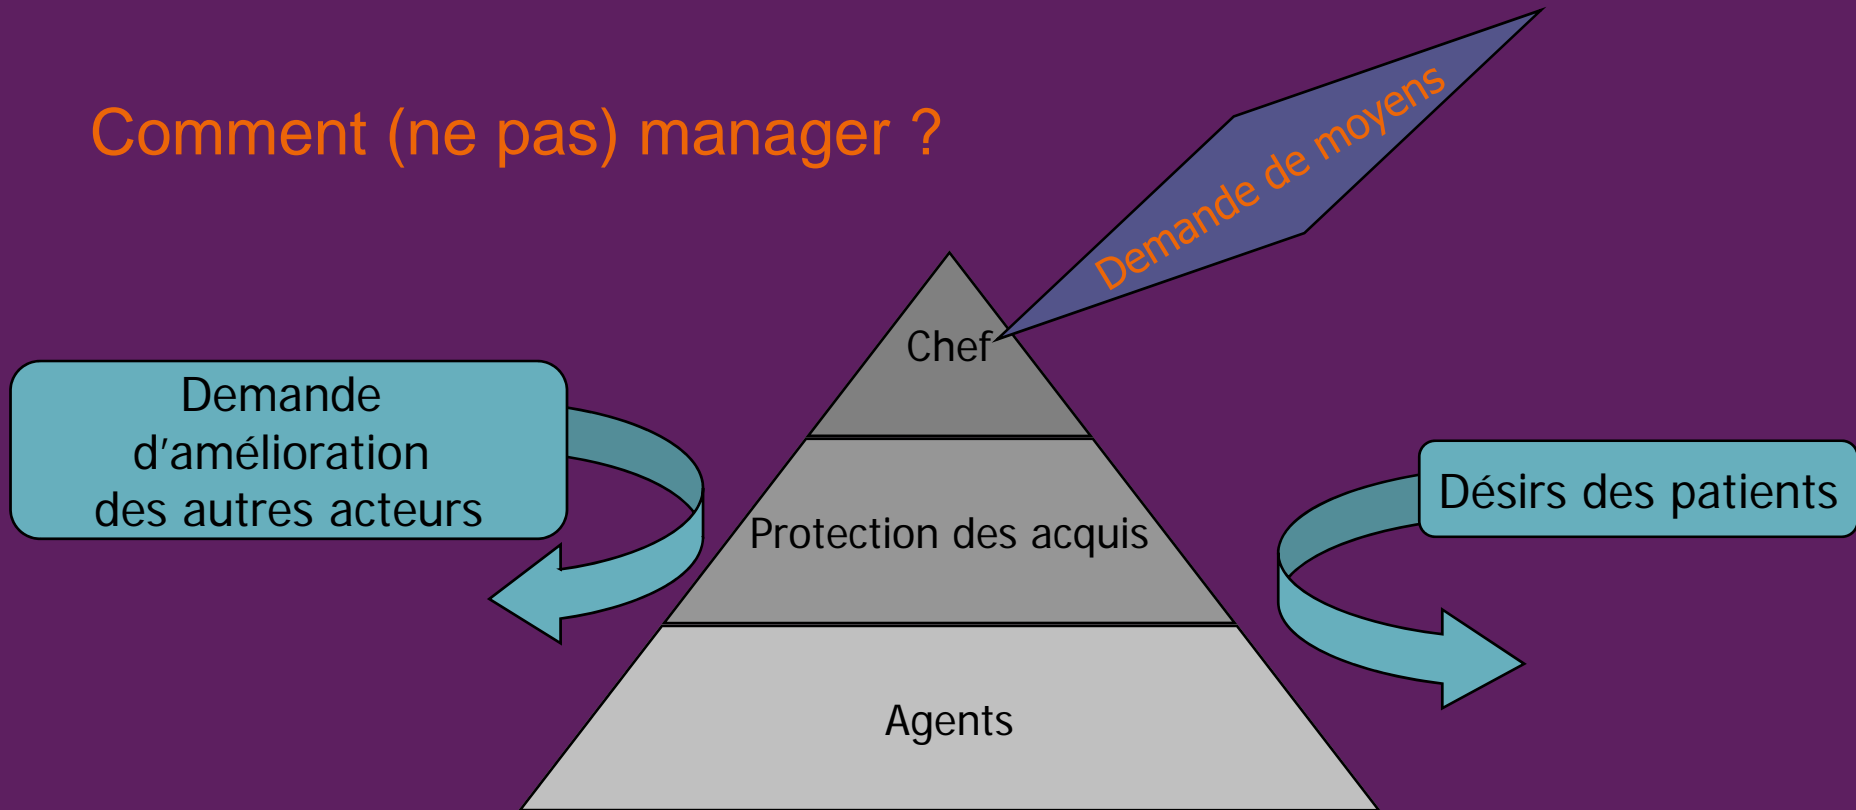 Comment (ne pas) manager ?
Demande de moyens
Chef
Demande
d'amélioration
des autres acteurs
Désirs des patients
Protection des acquis
Agents